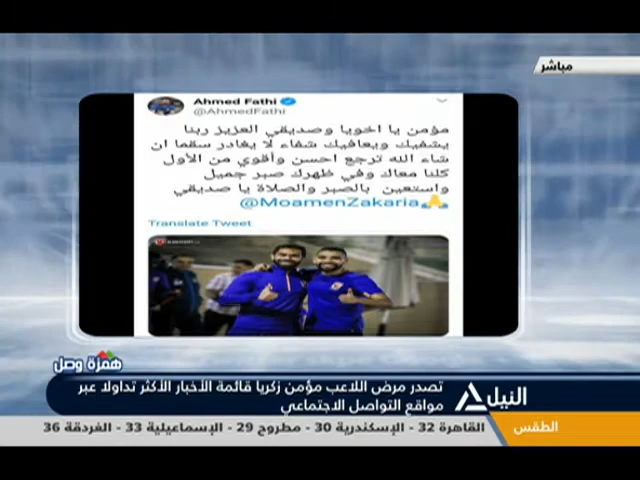 مباشر
Ahmed Fathi
@AhmedFathi
مؤمن يا اخويا وصديقي العزيز ربنا
يشفيك ويعافيك شفاء لا يغادر سقما ان
شاء الله ترجع احسن وأقوي من الأول
كلنا معاك وفي ظهرك صبر جميل
واستعين بالصبر والصلاة يا صديقي
@MoamenZakaria🙏
Translate Tweet
همزة وصل
النيل
تصدر مرض اللاعب مؤمن زكريا قائمة الأخبار الأكثر تداولا عبر
مواقع التواصل الاجتماعي
الطقس
القاهرة 32 - الإسكندرية 30 - مطروح 29 - الإسماعيلية 33 - الغردقة 36